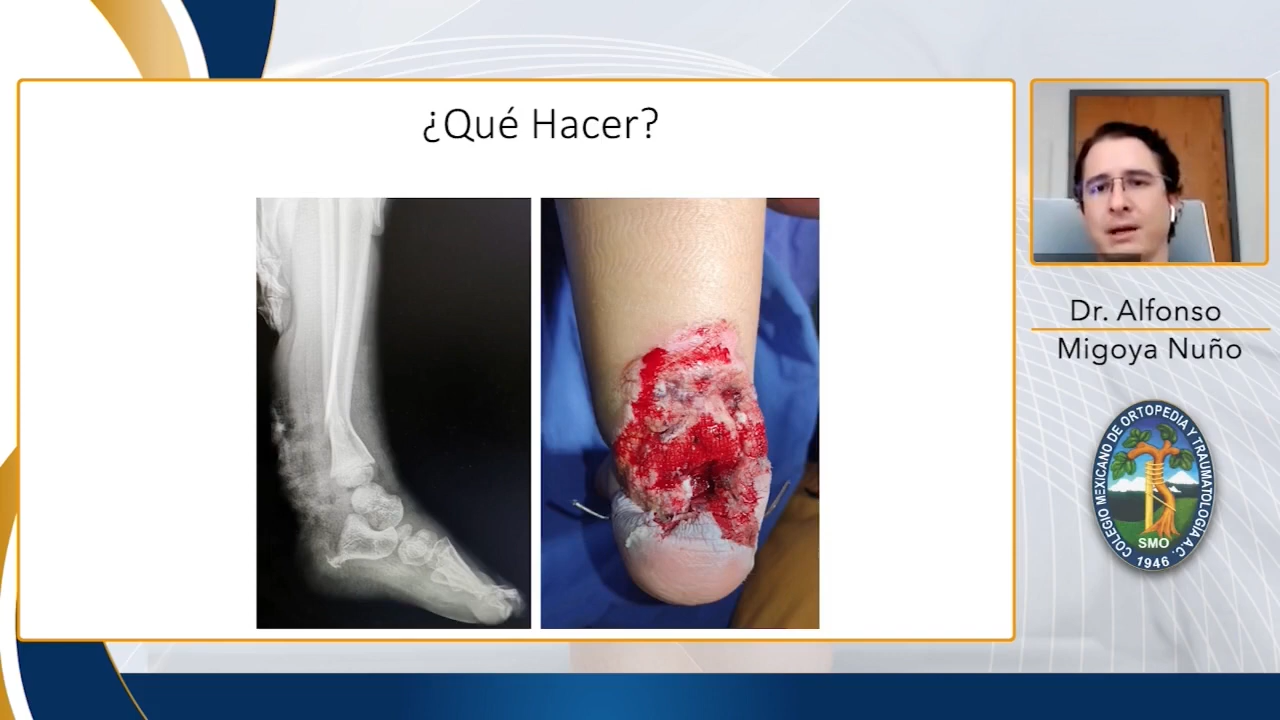 ¿Qué Hacer?
Dr. Alfonso
Migoya Nuño
COLEGIO MEXICANO DE ORTOPEDIA Y TRAUMATOLOGÍA A.C.
SMO
1946